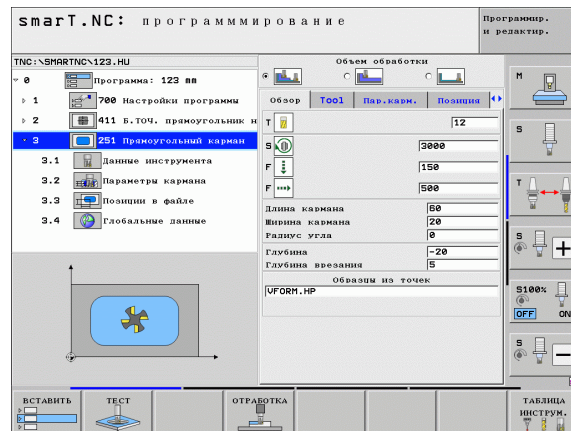 smarT.NC: программмирование
Программир.
и редактир.
TNC:\SMARTNC\123.HU
0 Программа: 123 mm
1 700 Настройки программы
2 411 Б.ТОЧ. прямоугольник н
3 251 Прямоугольный карман
3.1 Данные инструмента
3.2 Параметры кармана
3.3 Позиции в файле
3.4 Глобальные данные
Объем обработки
Обзор Tool Пар.карм. Позиция
T 12
S 3000
F 150
F 500
Длина кармана 60
Ширина кармана 20
Радиус угла 0
Глубина -20
Глубина врезания 5
Образцы из точек
VFORM.HP
M
S
T
S
S100%
OFF ON
S
ВСТАВИТЬ
ТЕСТ
ОТРАБОТКА
ТАБЛИЦА
ИНСТРУМ.